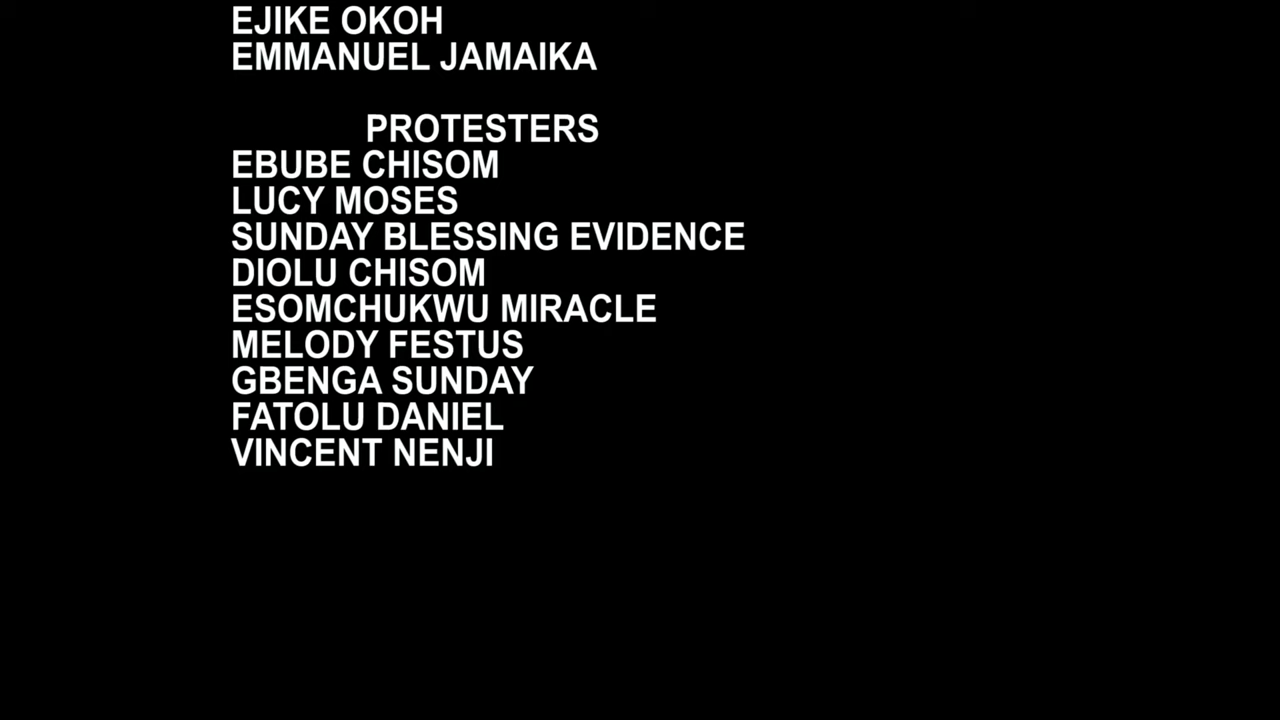 EJIKE OKOH
EMMANUEL JAMAIKA
PROTESTERS
EBUBE CHISOM
LUCY MOSES
SUNDAY BLESSING EVIDENCE
DIOLU CHISOM
ESOMCHUKWU MIRACLE
MELODY FESTUS
GBENGA SUNDAY
FATOLU DANIEL
VINCENT NENJI